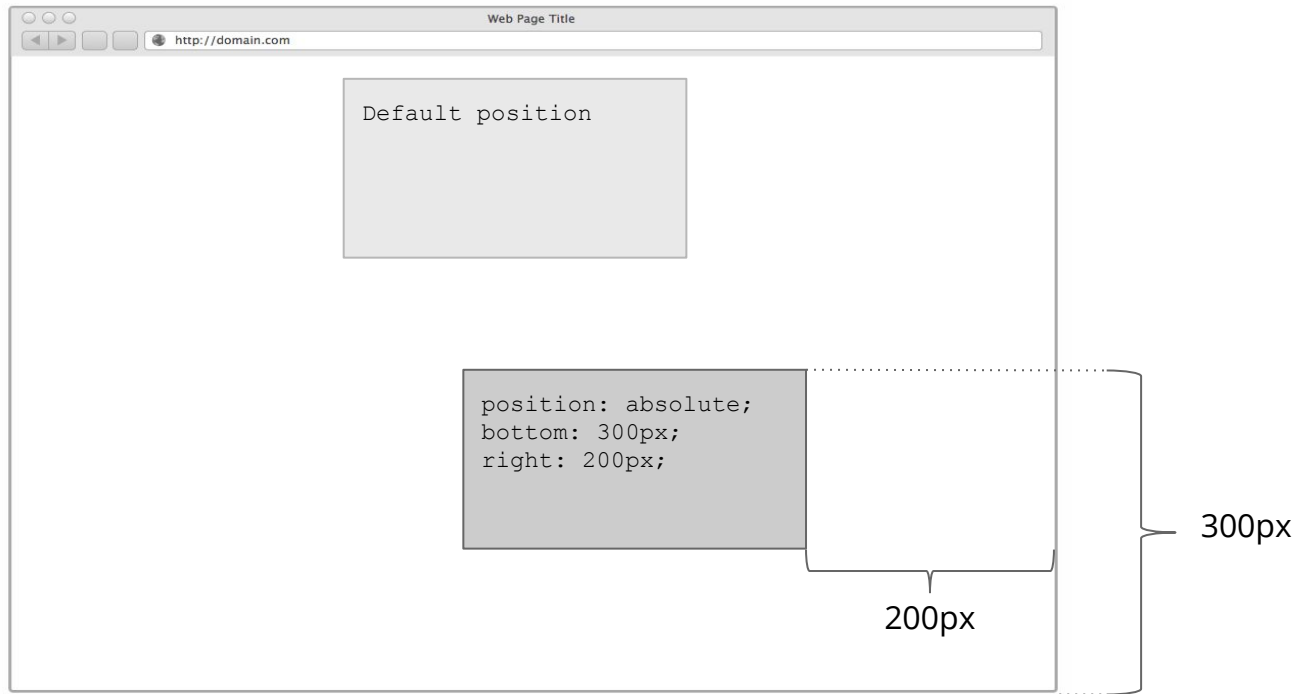 Web Page Title
http://domain.com
Default position
position: absolute;
bottom: 300px;
right: 200px;
300px
200px